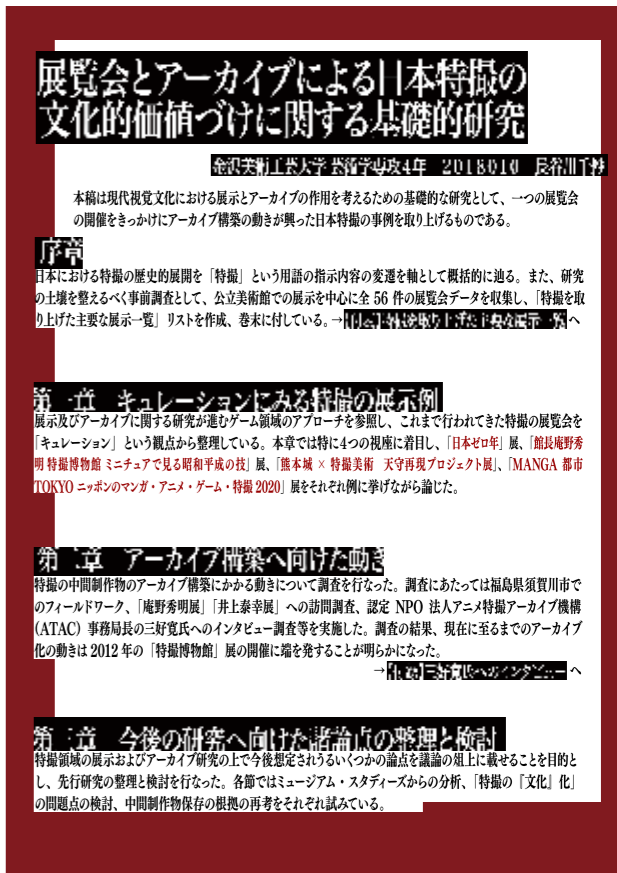 展覧会とアーカイブによる日本特撮の
文化的価値づけに関する基礎的研究
金沢美術工芸大学 芸術学専攻4年 2018010 長谷川千紗
本稿は現代視覚文化における展示とアーカイブの作用を考えるための基礎的な研究として、一つの展覧会
の開催をきっかけにアーカイブ構築の動きが興った日本特撮の事例を取り上げるものである。
序章
日本における特撮の歴史的展開を「特撮」という用語の指示内容の変遷を軸として概括的に辿る。また、研究
の土壌を整えるべく事前調査として、公立美術館での展示を中心に全 56 件の展覧会データを収集し、「特撮を取
り上げた主要な展示一覧」リストを作成、巻末に付している。→特撮を取り上げた主要な展示一覧 へ
第一章 キュレーションにみる特撮の展示例
展示及びアーカイブに関する研究が進むゲーム領域のアプローチを参照し、これまで行われてきた特撮の展覧会を
「キュレーション」という観点から整理している。本章では特に4つの視座に着目し、「日本ゼロ年」展、「館長庵野秀
明 特撮博物館 ミニチュアで見る昭和平成の技」展、「熊本城 × 特撮美術 天守再現プロジェクト展」、「MANGA 都市
TOKYO ニッポンのマンガ・アニメ・ゲーム・特撮 2020」展をそれぞれ例に挙げながら論じた。
第二章 アーカイブ構築へ向けた動き
特撮の中間制作物のアーカイブ構築にかかる動きについて調査を行なった。調査にあたっては福島県須賀川市で
のフィールドワーク、「庵野秀明展」「井上泰幸展」への訪問調査、認定 NPO 法人アニメ特撮アーカイブ機構
(ATAC) 事務局長の三好寛氏へのインタビュー調査等を実施した。調査の結果、現在に至るまでのアーカイブ
化の動きは 2012 年の「特撮博物館」展の開催に端を発することが明らかになった。
→三好寛氏へのインタビュー へ
第三章 今後の研究へ向けた諸論点の整理と検討
特撮領域の展示およびアーカイブ研究の上で今後想定されうるいくつかの論点を議論の俎上に載せることを目的と
し、先行研究の整理と検討を行なった。各節ではミュージアム・スタディーズからの分析、「特撮の『文化』化」
の問題点の検討、中間制作物保存の根拠の再考をそれぞれ試みている。